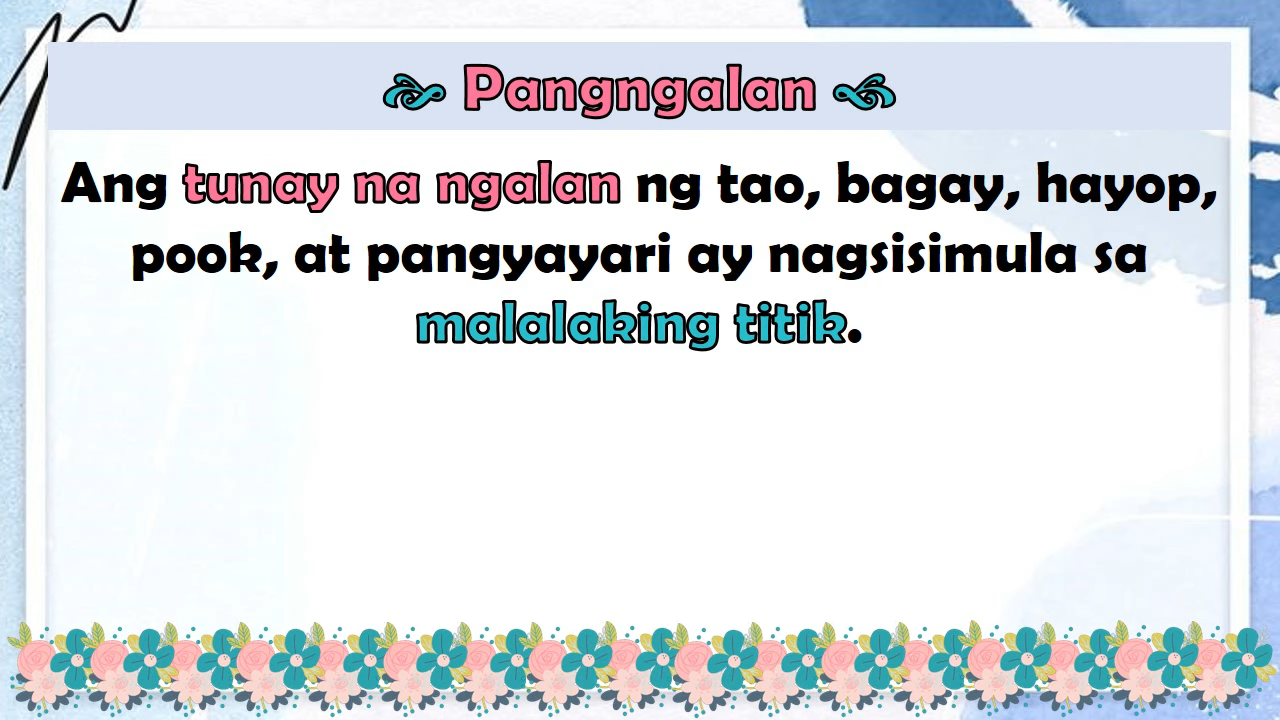 Pangngalan
Ang tunay na ngalan ng tao, bagay, hayop,
pook, at pangyayari ay nagsisimula sa
malalaking titik.